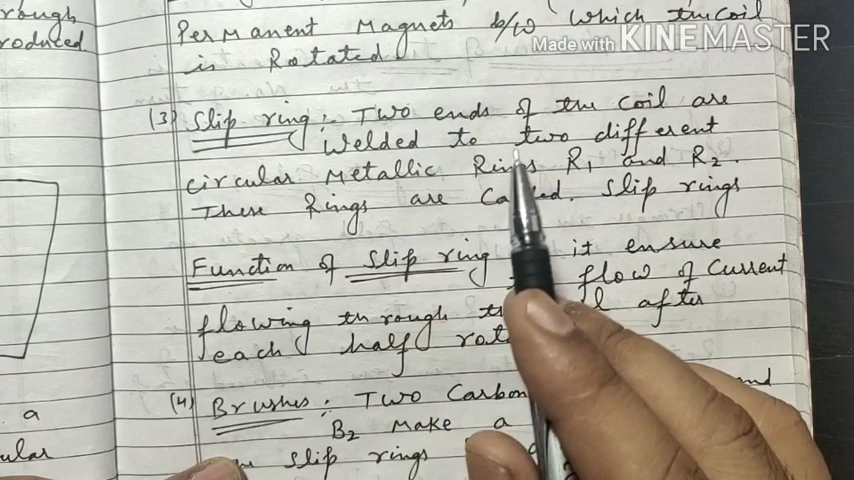 rough
roduced
Permanent Magnets b/w which the coil
is Rotated.
Made with KINEMASTER
(3) Slip ring : Two ends of the coil are
welded to two different
circular Metallic Rings R1 and R2.
These Rings are Called. Slip rings
Function of Slip ring it ensure
flow of Current
flowing through after
each half
(4) Brushes : Two Carbon
B2 Make a
Slip rings
a
ular